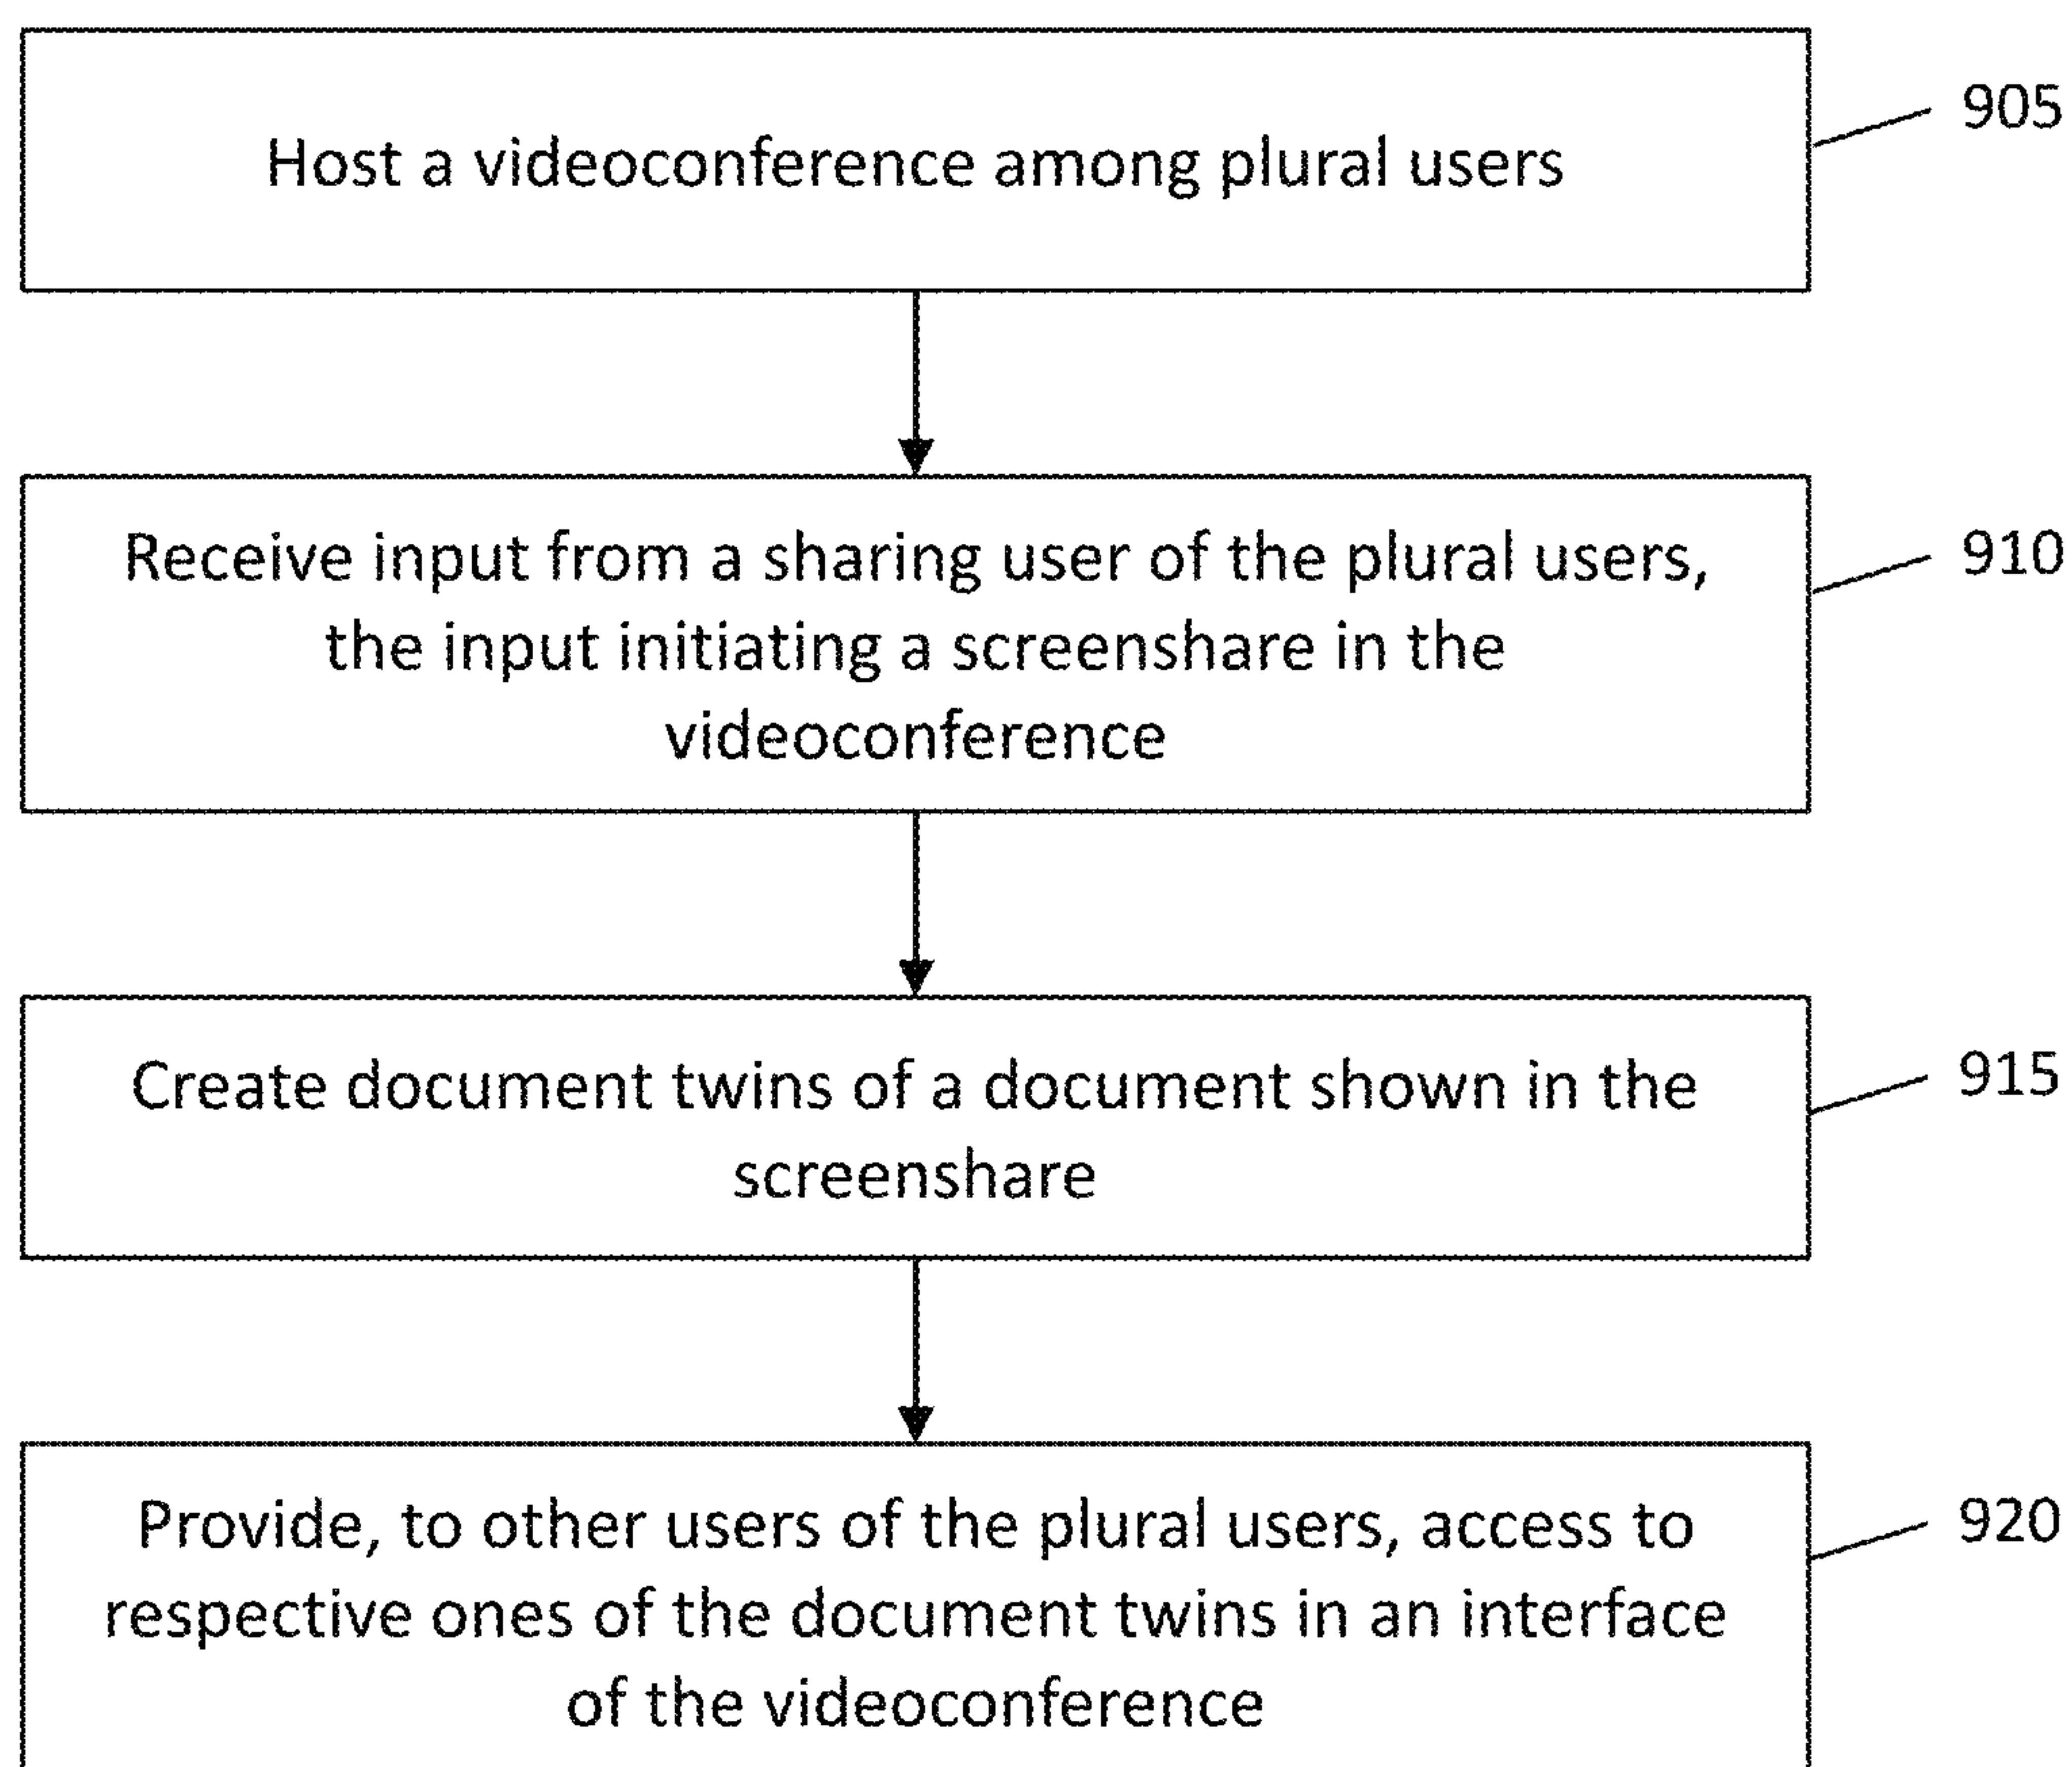 Host a videoconference among plural users
905
Receive input from a sharing user of the plural users,
the input initiating a screenshare in the
videoconference
910
Create document twins of a document shown in the
screenshare
915
Provide, to other users of the plural users, access to
respective ones of the document twins in an interface
of the videoconference
920